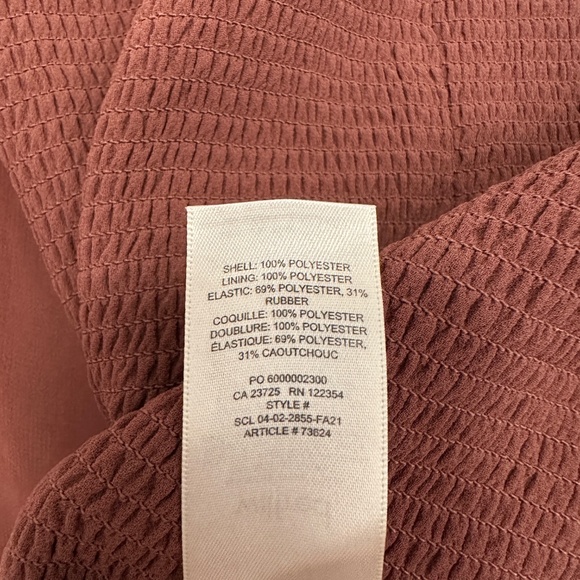 SHELL: 100% POLYESTER
LINING: 100% POLYESTER
ELASTIC: 69% POLYESTER, 31%
RUBBER
COQUILLE: 100% POLYESTER
DOUBLURE: 100% POLYESTER
ÉLASTIQUE: 69% POLYESTER,
31% CAOUTCHOUC
PO 6000002300
CA 23725 RN 122354
STYLE #
SCL 04-02-2855-FA21
ARTICLE # 73824